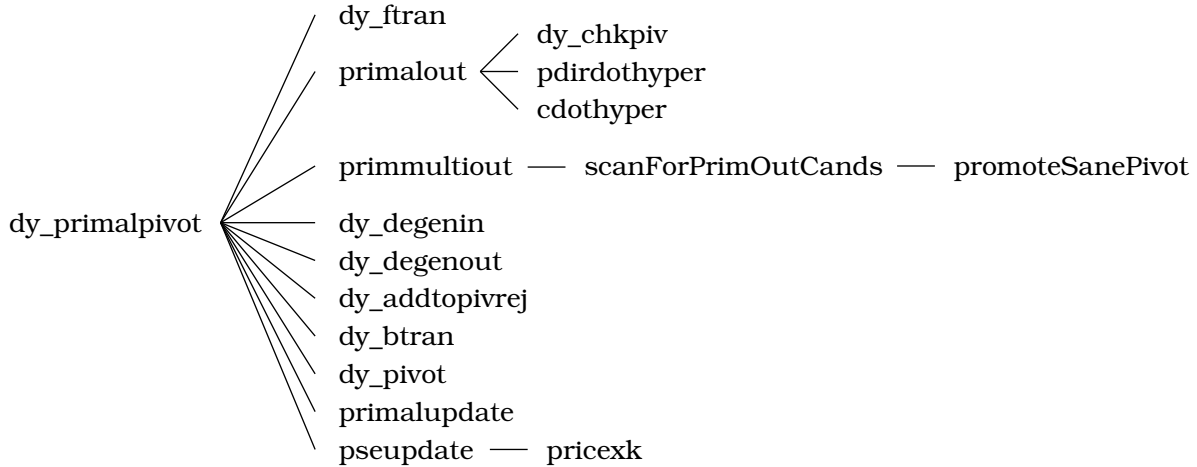 dy_ftran
dy_chkpiv
primalout
pdirdothyper
cdothyper
primmultiout
scanForPrimOutCands
promoteSanePivot
dy_primalpivot
dy_degenin
dy_degenout
dy_addtopivrej
dy_btran
dy_pivot
primalupdate
pseupdate
pricexk